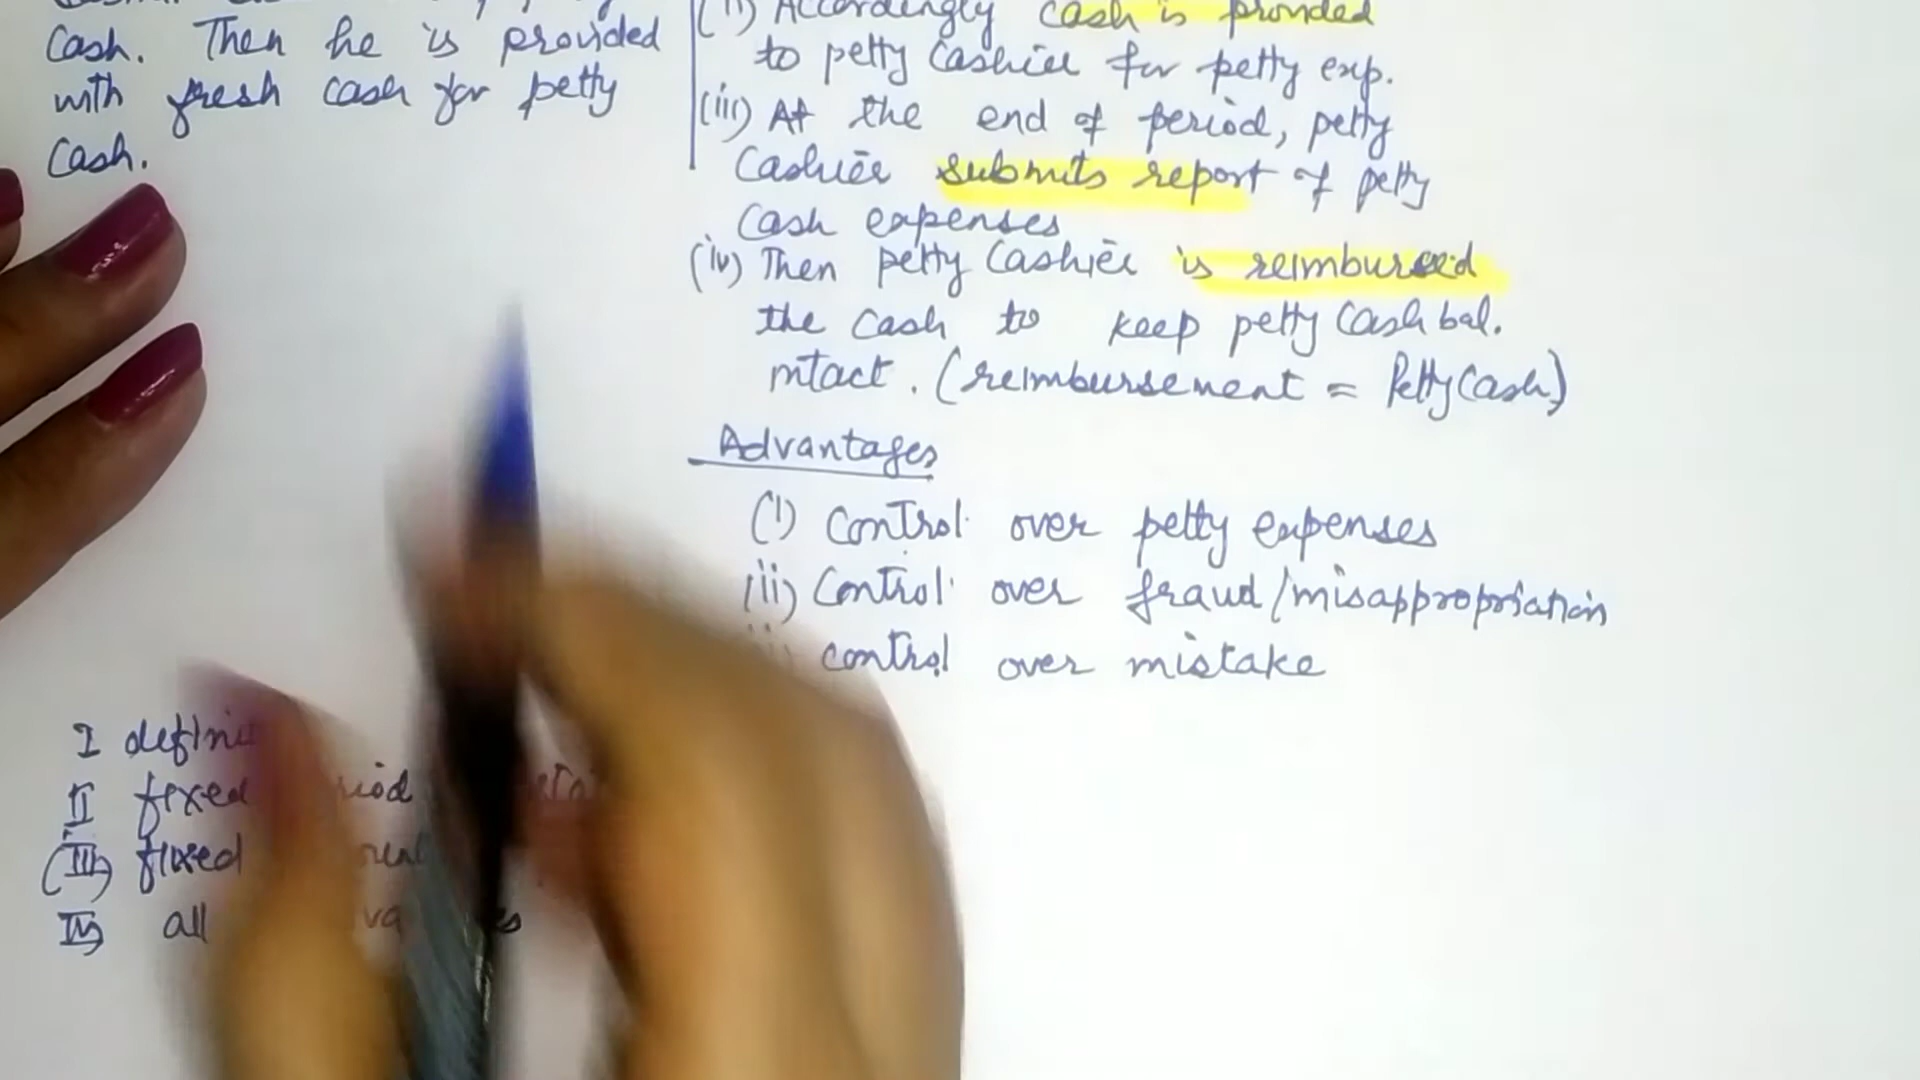 Cash. Then he is provided
with fresh cash for petty
Cash.
(ii) Accordingly cash is provided
to petty Cashier for petty exp.
(iii) At the end of period, petty
Cashier submits report of petty
Cash expenses
(iv) Then petty Cashier is reimbursed
the cash to keep petty Cash bal.
intact. (reimbursement = Petty Cash)
Advantages
(i) Control over petty expenses
(ii) Control over fraud/misappropriation
control over mistake
I
II fixed
(III) fixed
IV all